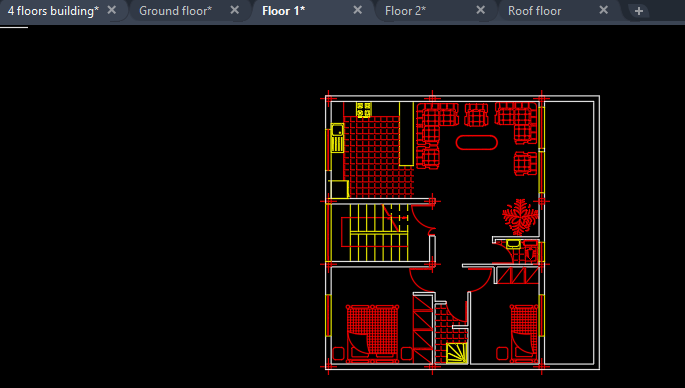 4 floors building*
Ground floor*
Floor 1*
Floor 2*
Roof floor